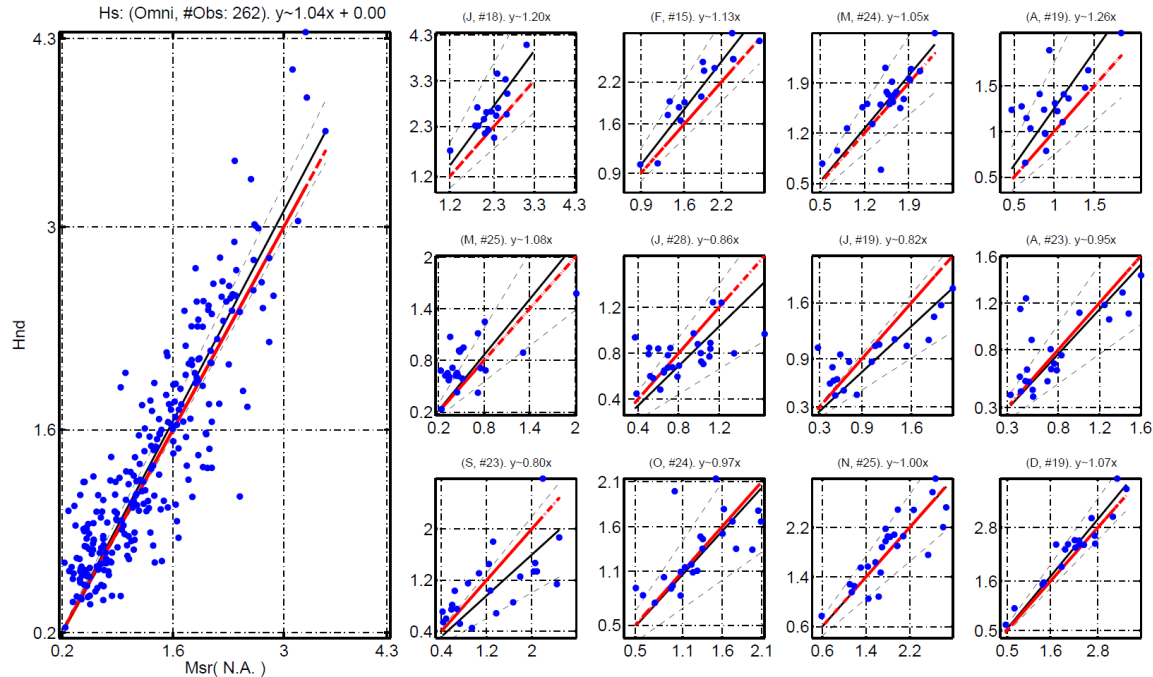 Hs: (Omni, #Obs: 262). y~1.04x + 0.00
4.3
3
1.6
0.2
0.2 1.6 3 4.3
Hnd
Msr( N.A. )
(J, #18). y~1.20x
4.3
3.3
2.3
1.2
1.2 2.3 3.3 4.3
(F, #15). y~1.13x
2.2
1.6
0.9
0.9 1.6 2.2
(M, #24). y~1.05x
1.9
1.2
0.5
0.5 1.2 1.9
(A, #19). y~1.26x
2
1.5
1
0.5
0.5 1 1.5
(M, #25). y~1.08x
2
1.4
0.8
0.2
0.2 0.8 1.4 2
(J, #28). y~0.86x
1.2
0.8
0.4
0.4 0.8 1.2
(J, #19). y~0.82x
1.6
0.9
0.3
0.3 0.9 1.6
(A, #23). y~0.95x
1.6
1.2
0.8
0.3
0.3 0.8 1.2 1.6
(S, #23). y~0.80x
2
1.2
0.4
0.4 1.2 2
(O, #24). y~0.97x
2.1
1.6
1.1
0.5
0.5 1.1 1.6 2.1
(N, #25). y~1.00x
2.2
1.4
0.6
0.6 1.4 2.2
(D, #19). y~1.07x
2.8
1.6
0.5
0.5 1.6 2.8